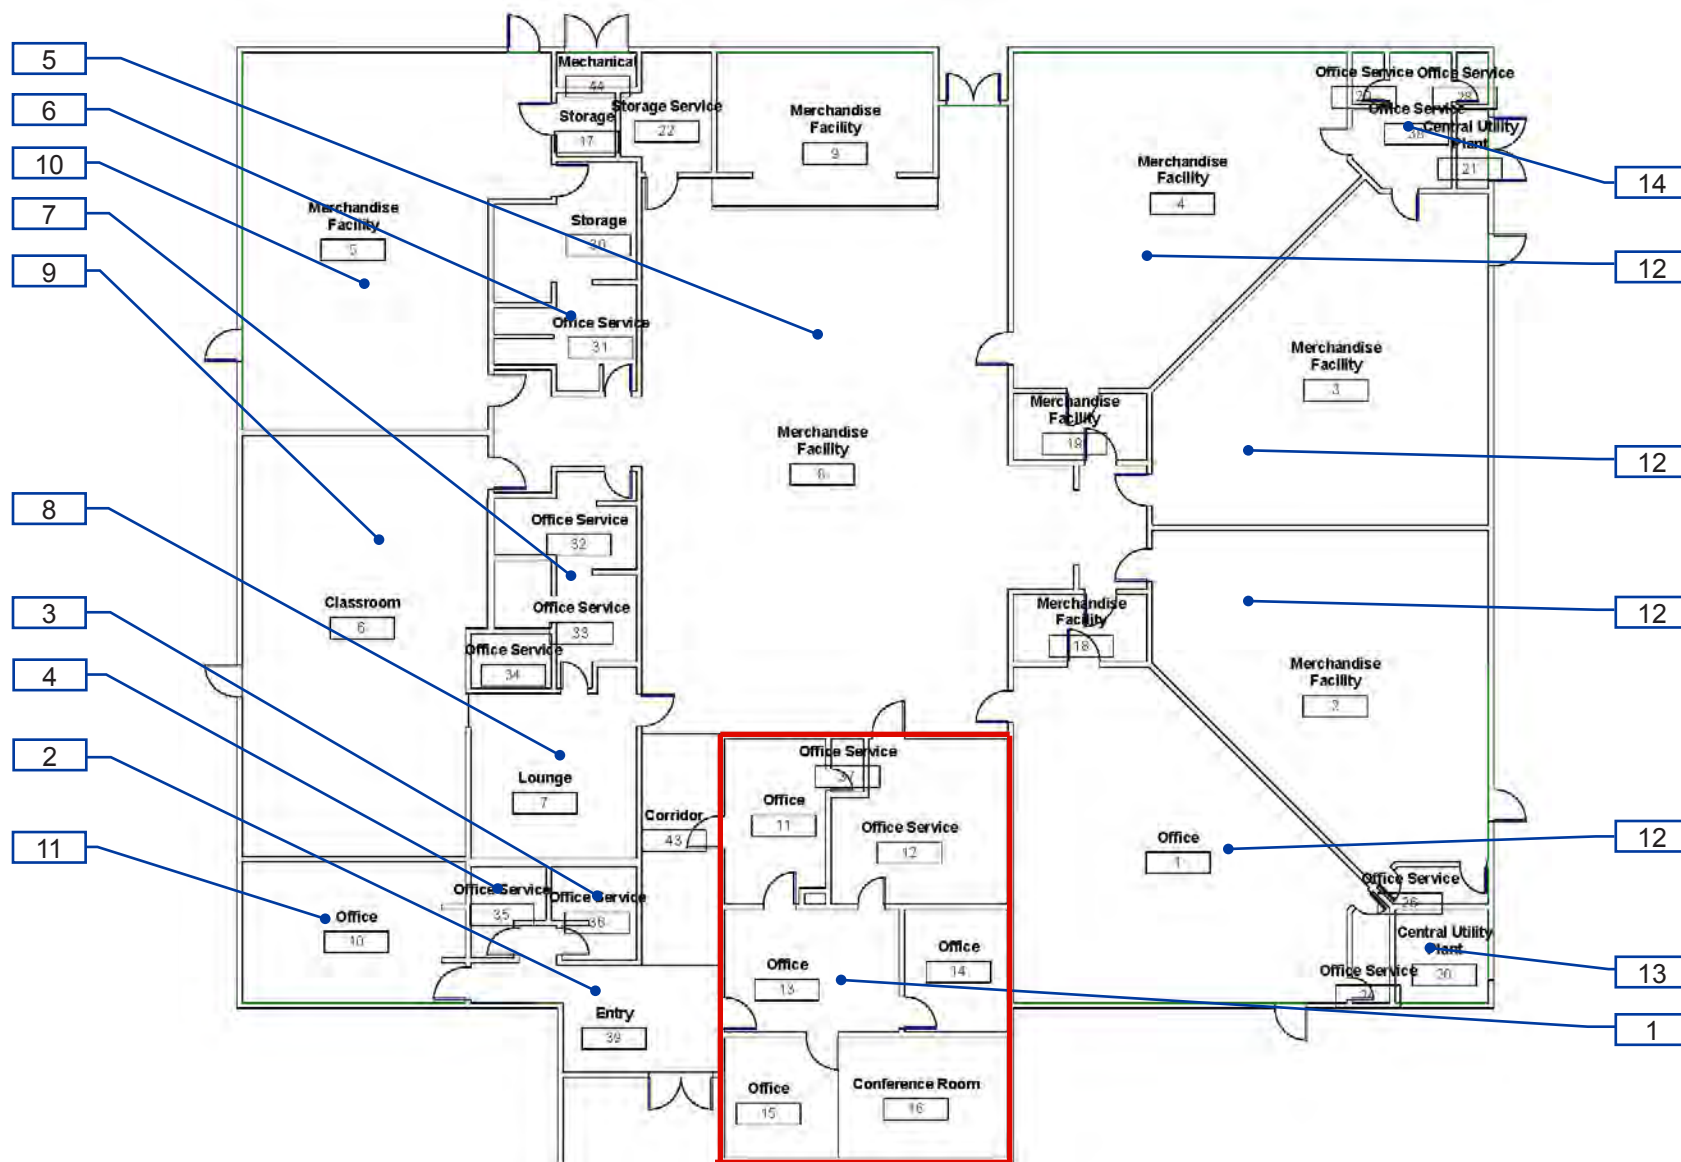 5
6
10
7
9
8
3
4
2
11
Mechanical
44
Storage
17
Storage Service
22
Merchandise
Facility
9
Merchandise
Facility
5
Storage
30
Office Service
31
Merchandise
Facility
4
Office Service
Office Service
28
Office Service
38
Central Utility
Plant
21
14
12
Merchandise
Facility
3
Merchandise
Facility
19
Merchandise
Facility
8
12
Office Service
32
Office Service
33
Office Service
34
Classroom
6
Merchandise
Facility
18
12
Merchandise
Facility
2
Lounge
7
Corridor
43
Office Service
37
Office
11
Office Service
12
Office
1
12
Office
10
Office Service
35
Office Service
36
Office
13
Office
14
Office Service
26
Central Utility
Plant
Office Service
13
Entry
39
1
Office
15
Conference Room
16